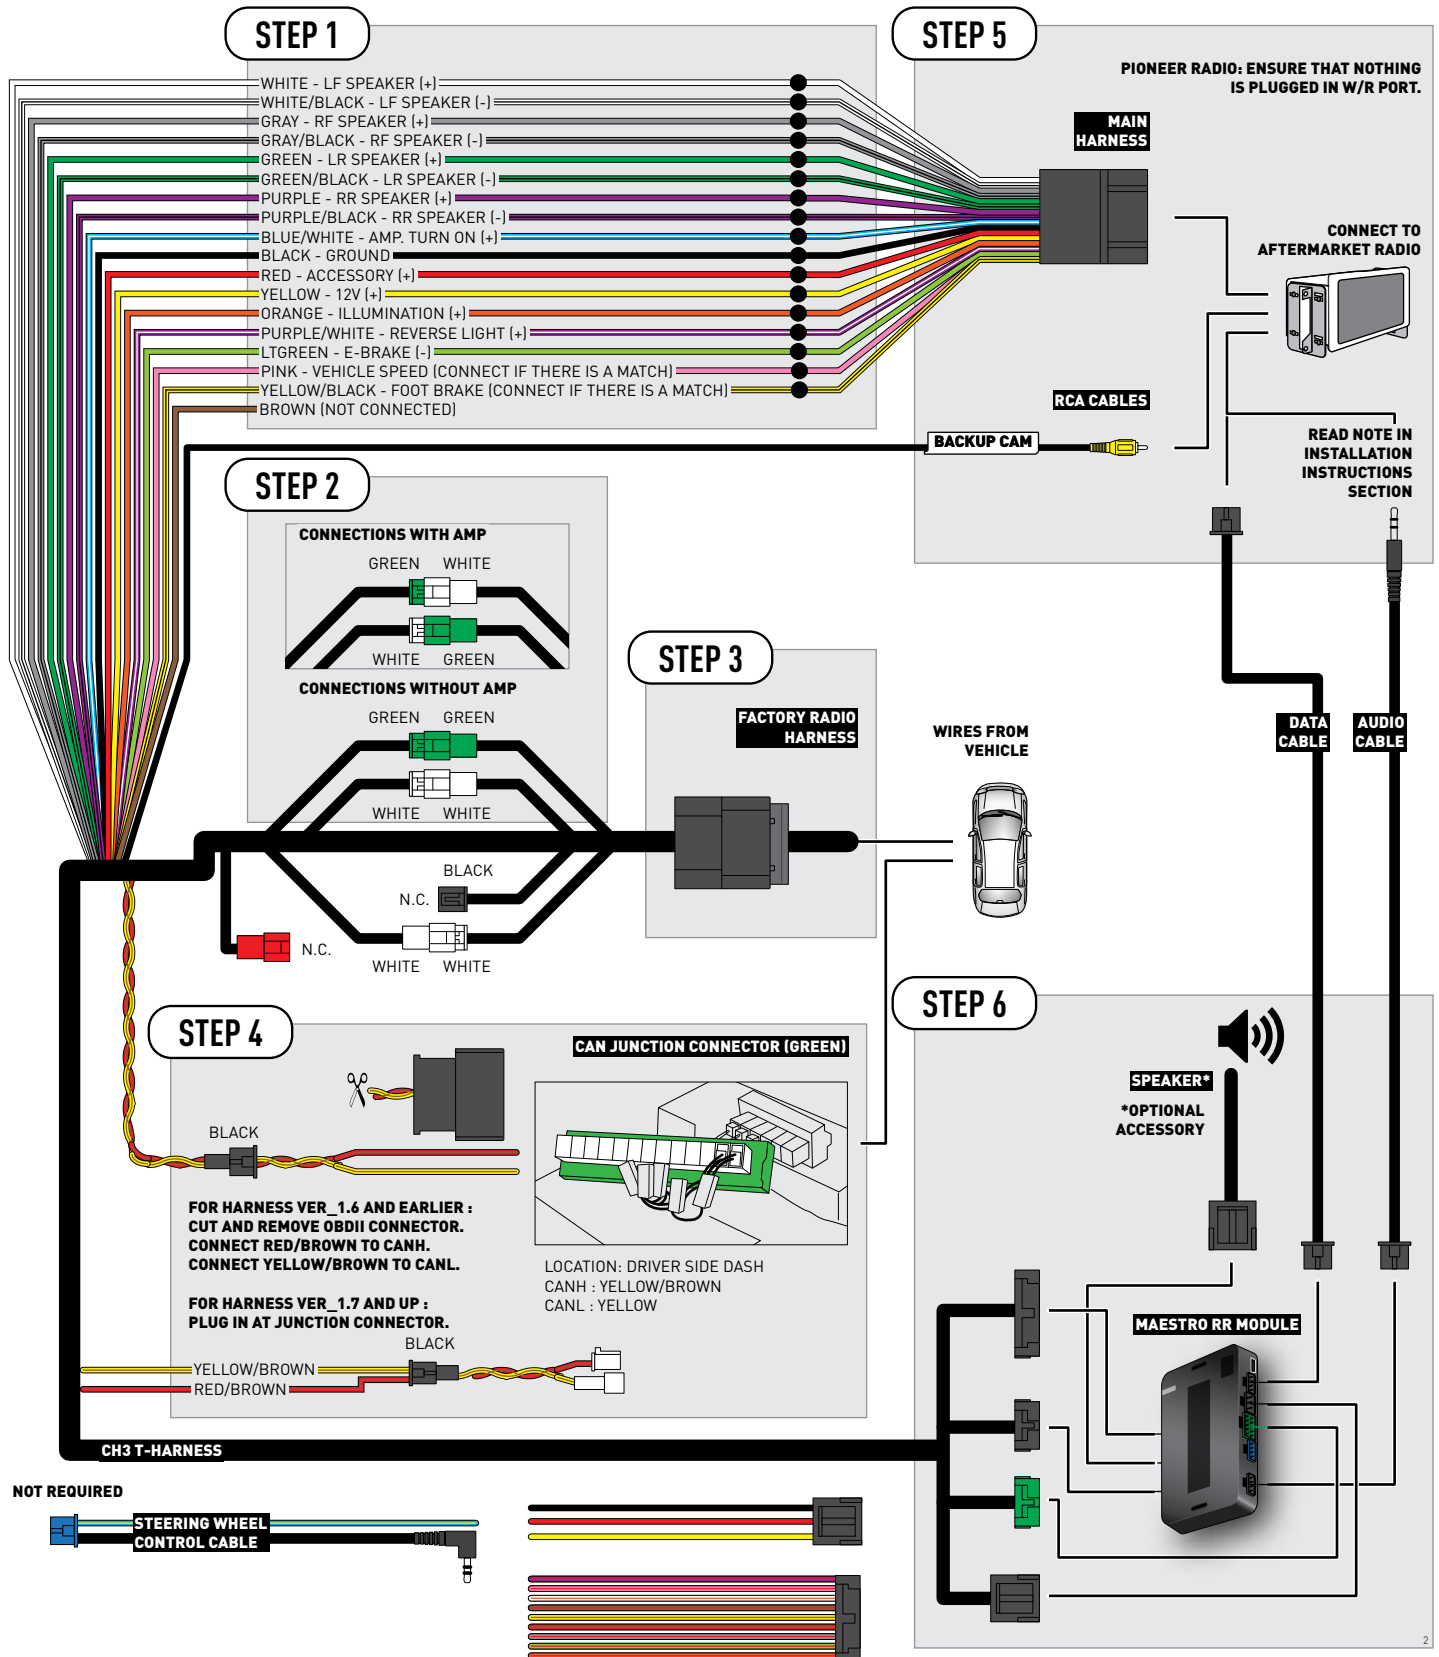 STEP 1
WHITE - LF SPEAKER (+)
WHITE/BLACK - LF SPEAKER (-)
GRAY - RF SPEAKER (+)
GRAY/BLACK - RF SPEAKER (-)
GREEN - LR SPEAKER (+)
GREEN/BLACK - LR SPEAKER (-)
PURPLE - RR SPEAKER (+)
PURPLE/BLACK - RR SPEAKER (-)
BLUE/WHITE - AMP. TURN ON (+)
BLACK - GROUND
RED - ACCESSORY (+)
YELLOW - 12V (+)
ORANGE - ILLUMINATION (+)
PURPLE/WHITE - REVERSE LIGHT (+)
LTGREEN - E-BRAKE (-)
PINK - VEHICLE SPEED (CONNECT IF THERE IS A MATCH)
YELLOW/BLACK - FOOT BRAKE (CONNECT IF THERE IS A MATCH)
BROWN (NOT CONNECTED)
STEP 5
PIONEER RADIO: ENSURE THAT NOTHING
IS PLUGGED IN W/R PORT.
MAIN
HARNESS
CONNECT TO
AFTERMARKET RADIO
RCA CABLES
BACKUP CAM
READ NOTE IN
INSTALLATION
INSTRUCTIONS
SECTION
STEP 2
CONNECTIONS WITH AMP
GREEN WHITE
WHITE GREEN
CONNECTIONS WITHOUT AMP
GREEN GREEN
WHITE WHITE
BLACK
N.C.
N.C.
WHITE WHITE
STEP 3
FACTORY RADIO
HARNESS
WIRES FROM
VEHICLE
DATA
CABLE
AUDIO
CABLE
STEP 4
CAN JUNCTION CONNECTOR (GREEN)
BLACK
FOR HARNESS VER_1.6 AND EARLIER :
CUT AND REMOVE OBDII CONNECTOR.
CONNECT RED/BROWN TO CANH.
CONNECT YELLOW/BROWN TO CANL.
FOR HARNESS VER_1.7 AND UP :
PLUG IN AT JUNCTION CONNECTOR.
LOCATION: DRIVER SIDE DASH
CANH : YELLOW/BROWN
CANL : YELLOW
BLACK
YELLOW/BROWN
RED/BROWN
STEP 6
SPEAKER*
*OPTIONAL
ACCESSORY
MAESTRO RR MODULE
CH3 T-HARNESS
NOT REQUIRED
STEERING WHEEL
CONTROL CABLE
2